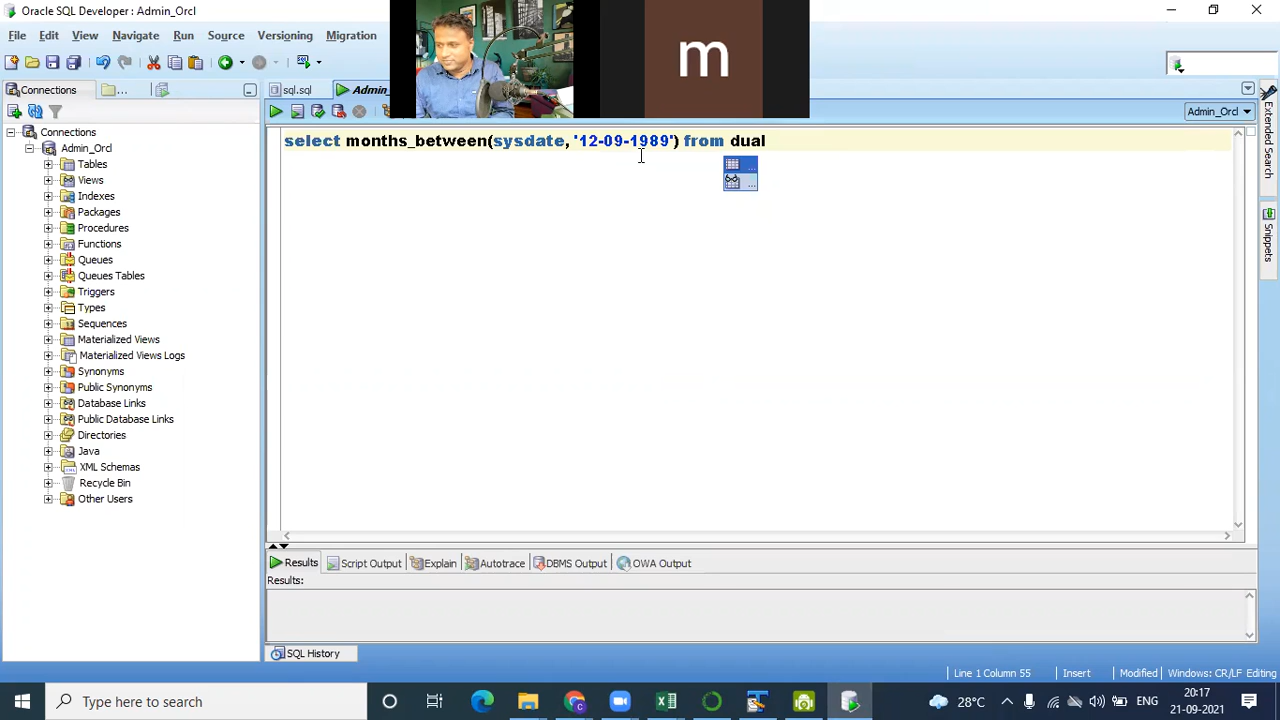 Oracle SQL Developer : Admin_Orcl
File Edit View Navigate Run Source Versioning Migration
m
Connections
...
sql.sql
Admin_
Admin_Orcl
Connections
Admin_Orcl
Tables
Views
Indexes
Packages
Procedures
Functions
Queues
Queues Tables
Triggers
Types
Sequences
Materialized Views
Materialized Views Logs
Synonyms
Public Synonyms
Database Links
Public Database Links
Directories
Java
XML Schemas
Recycle Bin
Other Users
select months_between(sysdate, '12-09-1989') from dual
...
...
Extended Search
Snippets
Results Script Output Explain Autotrace DBMS Output OWA Output
Results:
SQL History
Line 1 Column 55 Insert Modified Windows: CR/LF Editing
Type here to search
28°C ENG
20:17
21-09-2021